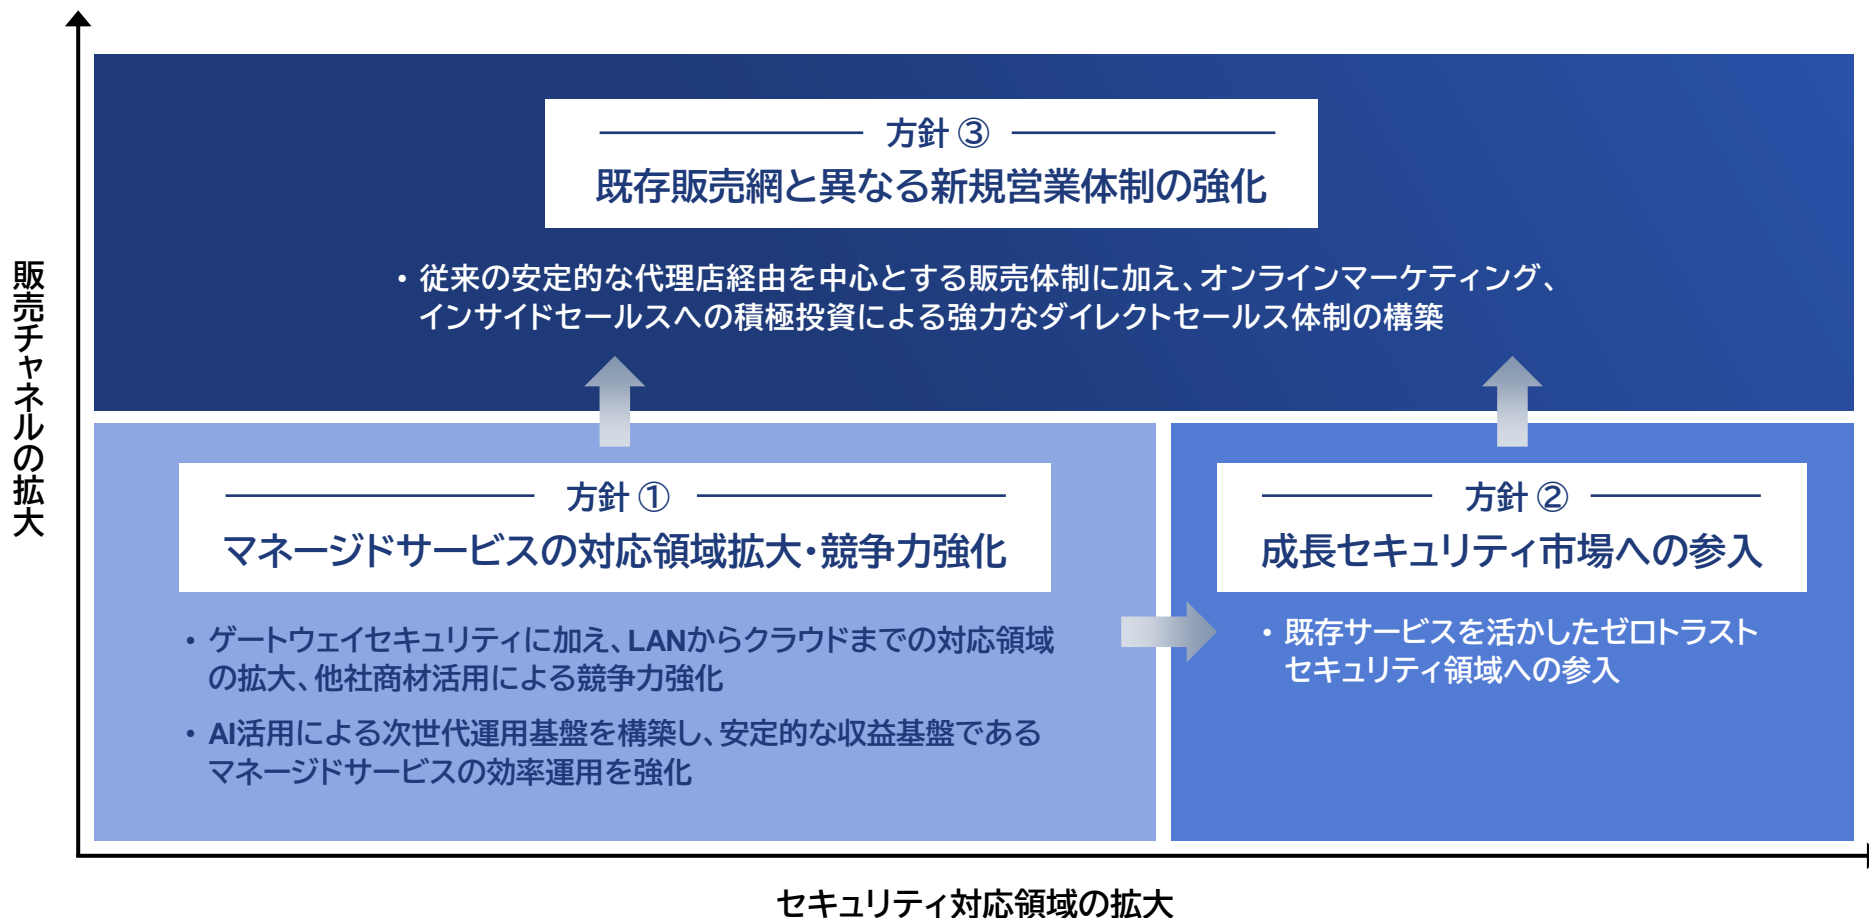 販売チャネルの拡大
方針 ③
既存販売網と異なる新規営業体制の強化
・従来の安定的な代理店経由を中心とする販売体制に加え、オンラインマーケティング、
インサイドセールスへの積極投資による強力なダイレクトセールス体制の構築
方針 ①
マネージドサービスの対応領域拡大・競争力強化
・ゲートウェイセキュリティに加え、LANからクラウドまでの対応領域
の拡大、他社商材活用による競争力強化
・AI活用による次世代運用基盤を構築し、安定的な収益基盤である
マネージドサービスの効率運用を強化
方針 ②
成長セキュリティ市場への参入
・既存サービスを活かしたゼロトラスト
セキュリティ領域への参入
セキュリティ対応領域の拡大